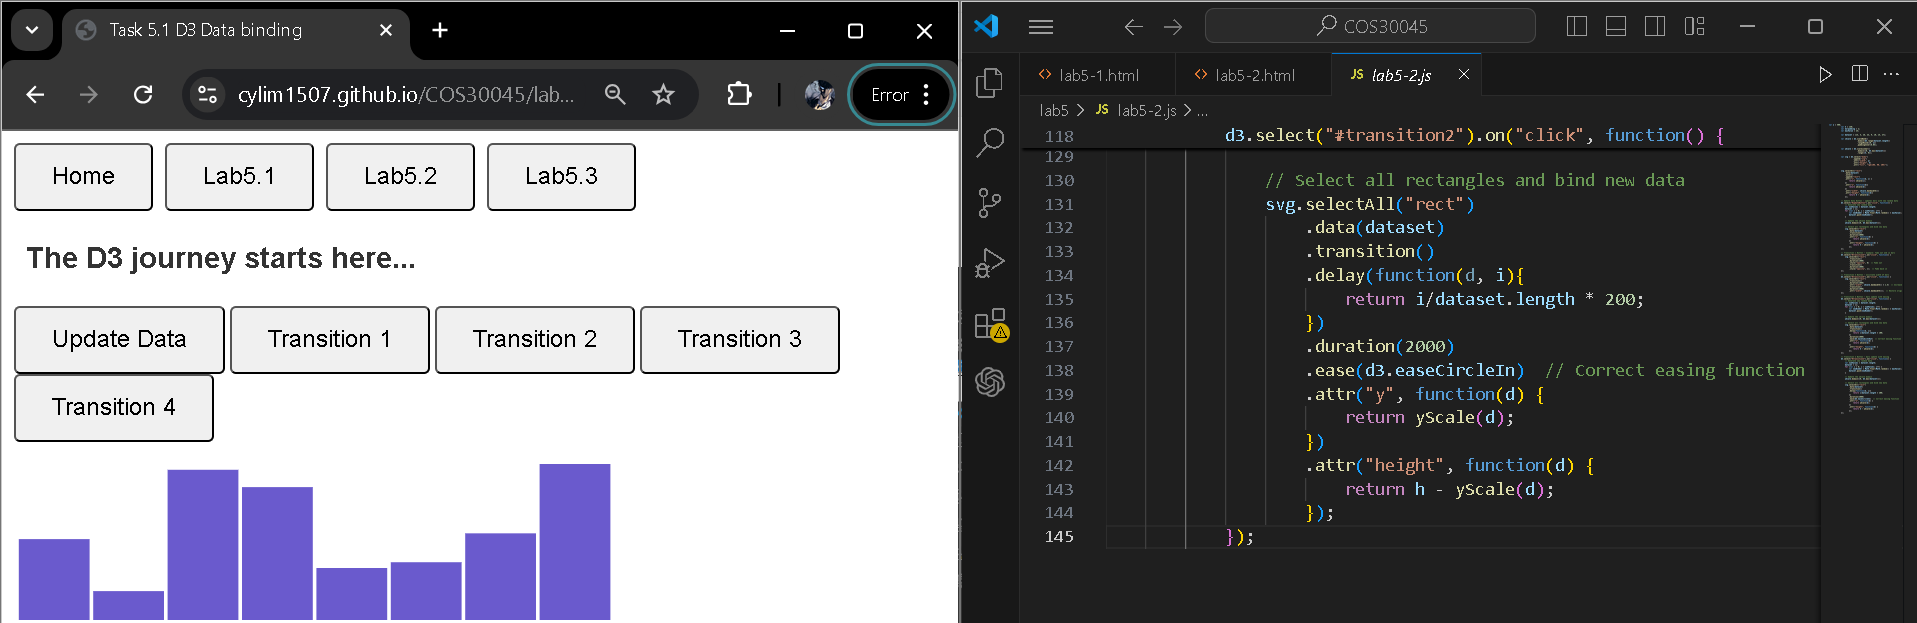 Task 5.1 D3 Data binding
cylim1507.github.io/COS30045/lab...
Error
Home
Lab5.1
Lab5.2
Lab5.3
The D3 journey starts here...
Update Data
Transition 1
Transition 2
Transition 3
Transition 4
COS30045
lab5-1.html
lab5-2.html
JS lab5-2.js
lab5 > JS lab5-2.js > ...
118 d3.select("#transition2").on("click", function() {
129
130 // Select all rectangles and bind new data
131 svg.selectAll("rect")
132 .data(dataset)
133 .transition()
134 .delay(function(d, i){
135 return i/dataset.length * 200;
136 })
137 .duration(2000)
138 .ease(d3.easeCircleIn)  // Correct easing function
139 .attr("y", function(d) {
140 return yScale(d);
141 })
142 .attr("height", function(d) {
143 return h - yScale(d);
144 });
145 });